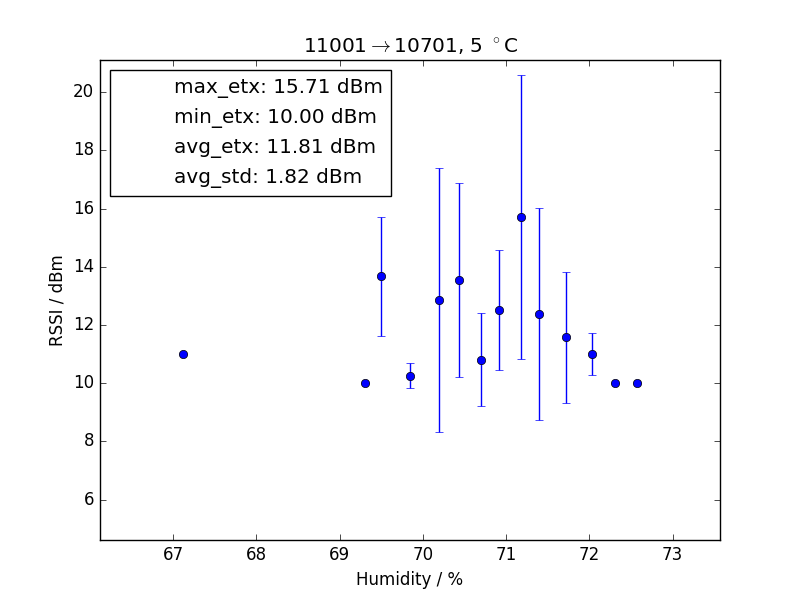 11001→10701, 5 °C
max_etx: 15.71 dBm
min_etx: 10.00 dBm
avg_etx: 11.81 dBm
avg_std: 1.82 dBm
RSSI / dBm
20
18
16
14
12
10
8
6
67 68 69 70 71 72 73
Humidity / %